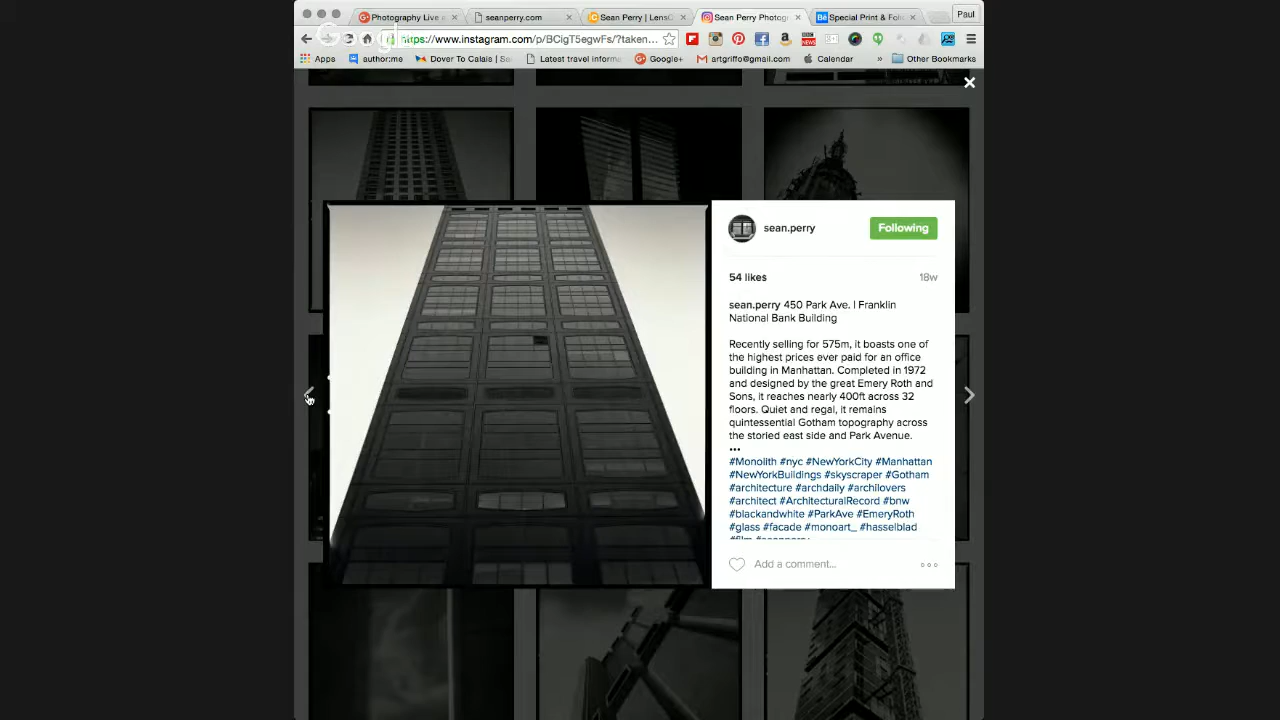 Photography Live
seanperry.com
Sean Perry | LensC
Sean Perry Photog
Special Print & Foli
Paul
https://www.instagram.com/p/BCigT5egwFs/?taken...
Apps
author:me
Dover To Calais | Sa
Latest travel informa
Google+
artgriffo@gmail.com
Calendar
»
Other Bookmarks
sean.perry
Following
54 likes
18w
sean.perry 450 Park Ave. | Franklin
National Bank Building
Recently selling for 575m, it boasts one of
the highest prices ever paid for an office
building in Manhattan. Completed in 1972
and designed by the great Emery Roth and
Sons, it reaches nearly 400ft across 32
floors. Quiet and regal, it remains
quintessential Gotham topography across
the storied east side and Park Avenue.
•••
#Monolith #nyc #NewYorkCity #Manhattan
#NewYorkBuildings #skyscraper #Gotham
#architecture #archdaily #archilovers
#architect #ArchitecturalRecord #bnw
#blackandwhite #ParkAve #EmeryRoth
#glass #facade #monoart_ #hasselblad
#film #seanperry
Add a comment...